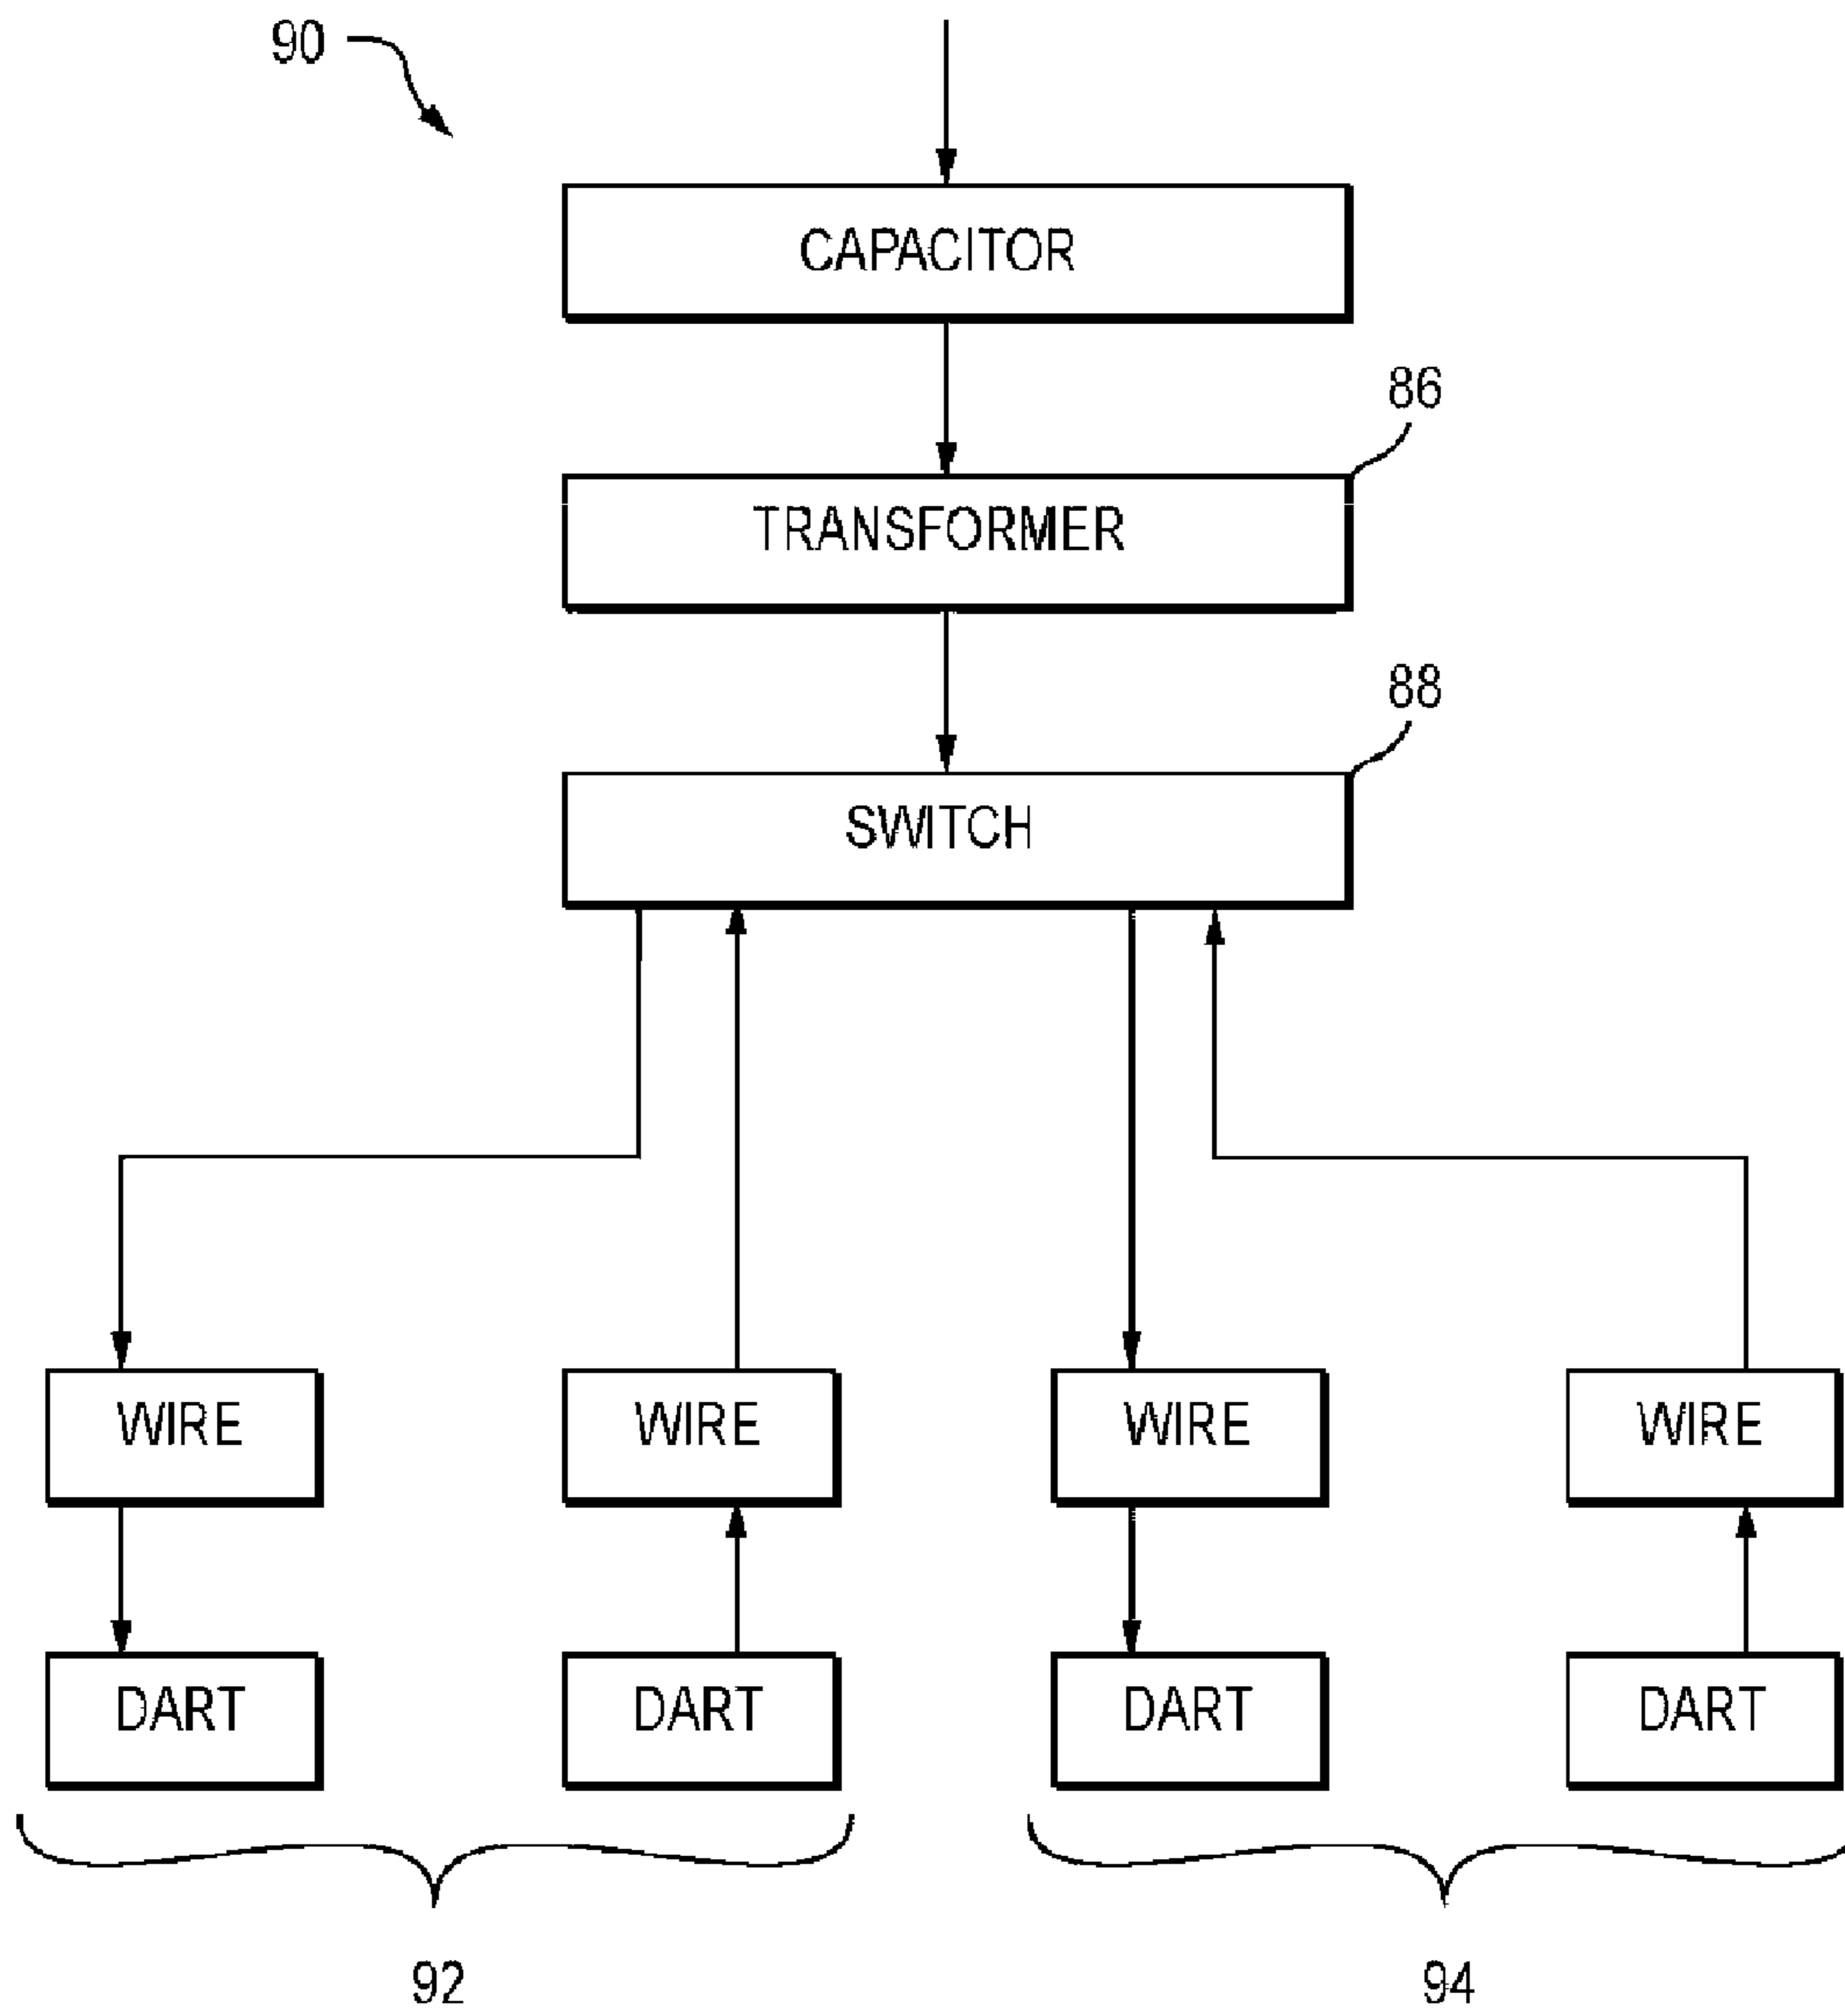 90
CAPACITOR
86
TRANSFORMER
88
SWITCH
WIRE WIRE WIRE WIRE
DART DART DART DART
92 94